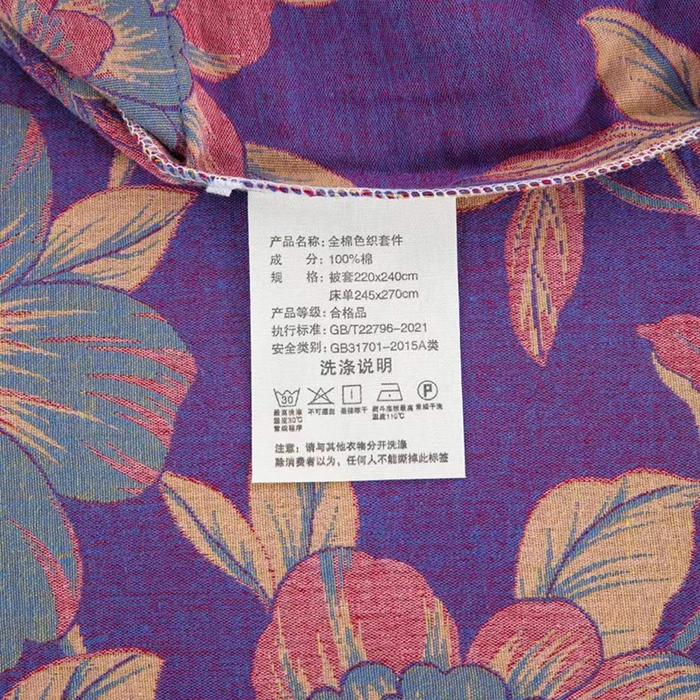 产品名称: 全棉色织套件
成 分: 100%棉
规 格: 被套220x240cm
床单245x270cm
产品等级: 合格品
执行标准: GB/T22796-2021
安全类别: GB31701-2015A类
洗涤说明
30 P
最高洗涤温度30℃常规程序 不可漂白 悬挂晾干 熨斗底板最高温度110℃ 常规干洗
注意: 请与其他衣物分开洗涤
除消费者以为, 任何人不能撕掉此标签